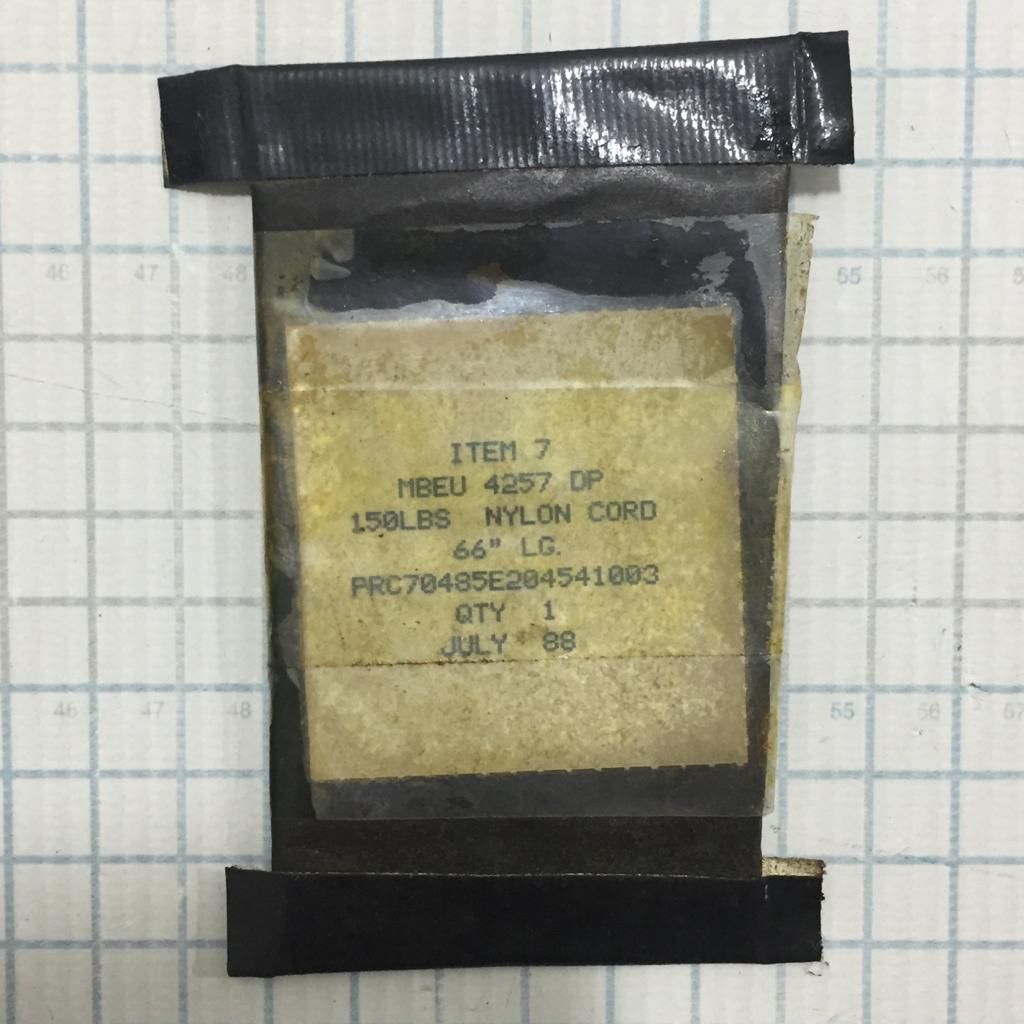 ITEM 7
MBEU 4257 DP
150LBS NYLON CORD
66" LG.
PRC70485E204541003
QTY 1
JULY 88
46 47 48 55 56
46 47 48 55 56 57